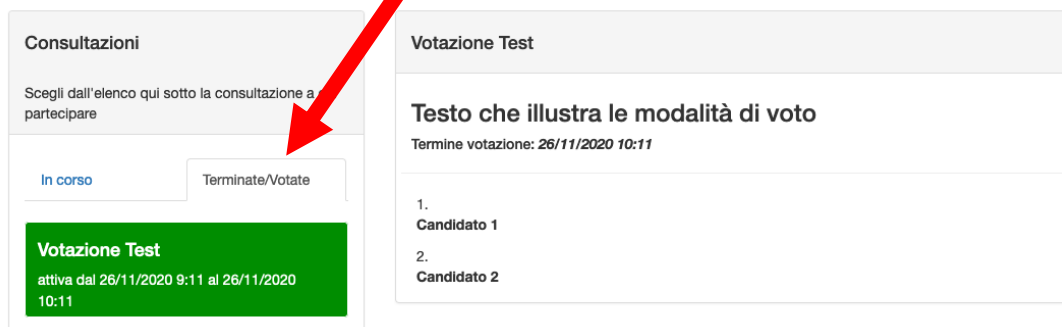 Consultazioni
Scegli dall'elenco qui sotto la consultazione a
partecipare
In corso
Terminate/Votate
Votazione Test
attiva dal 26/11/2020 9:11 al 26/11/2020
10:11
Votazione Test
Testo che illustra le modalità di voto
Termine votazione: 26/11/2020 10:11
1.
Candidato 1
2.
Candidato 2